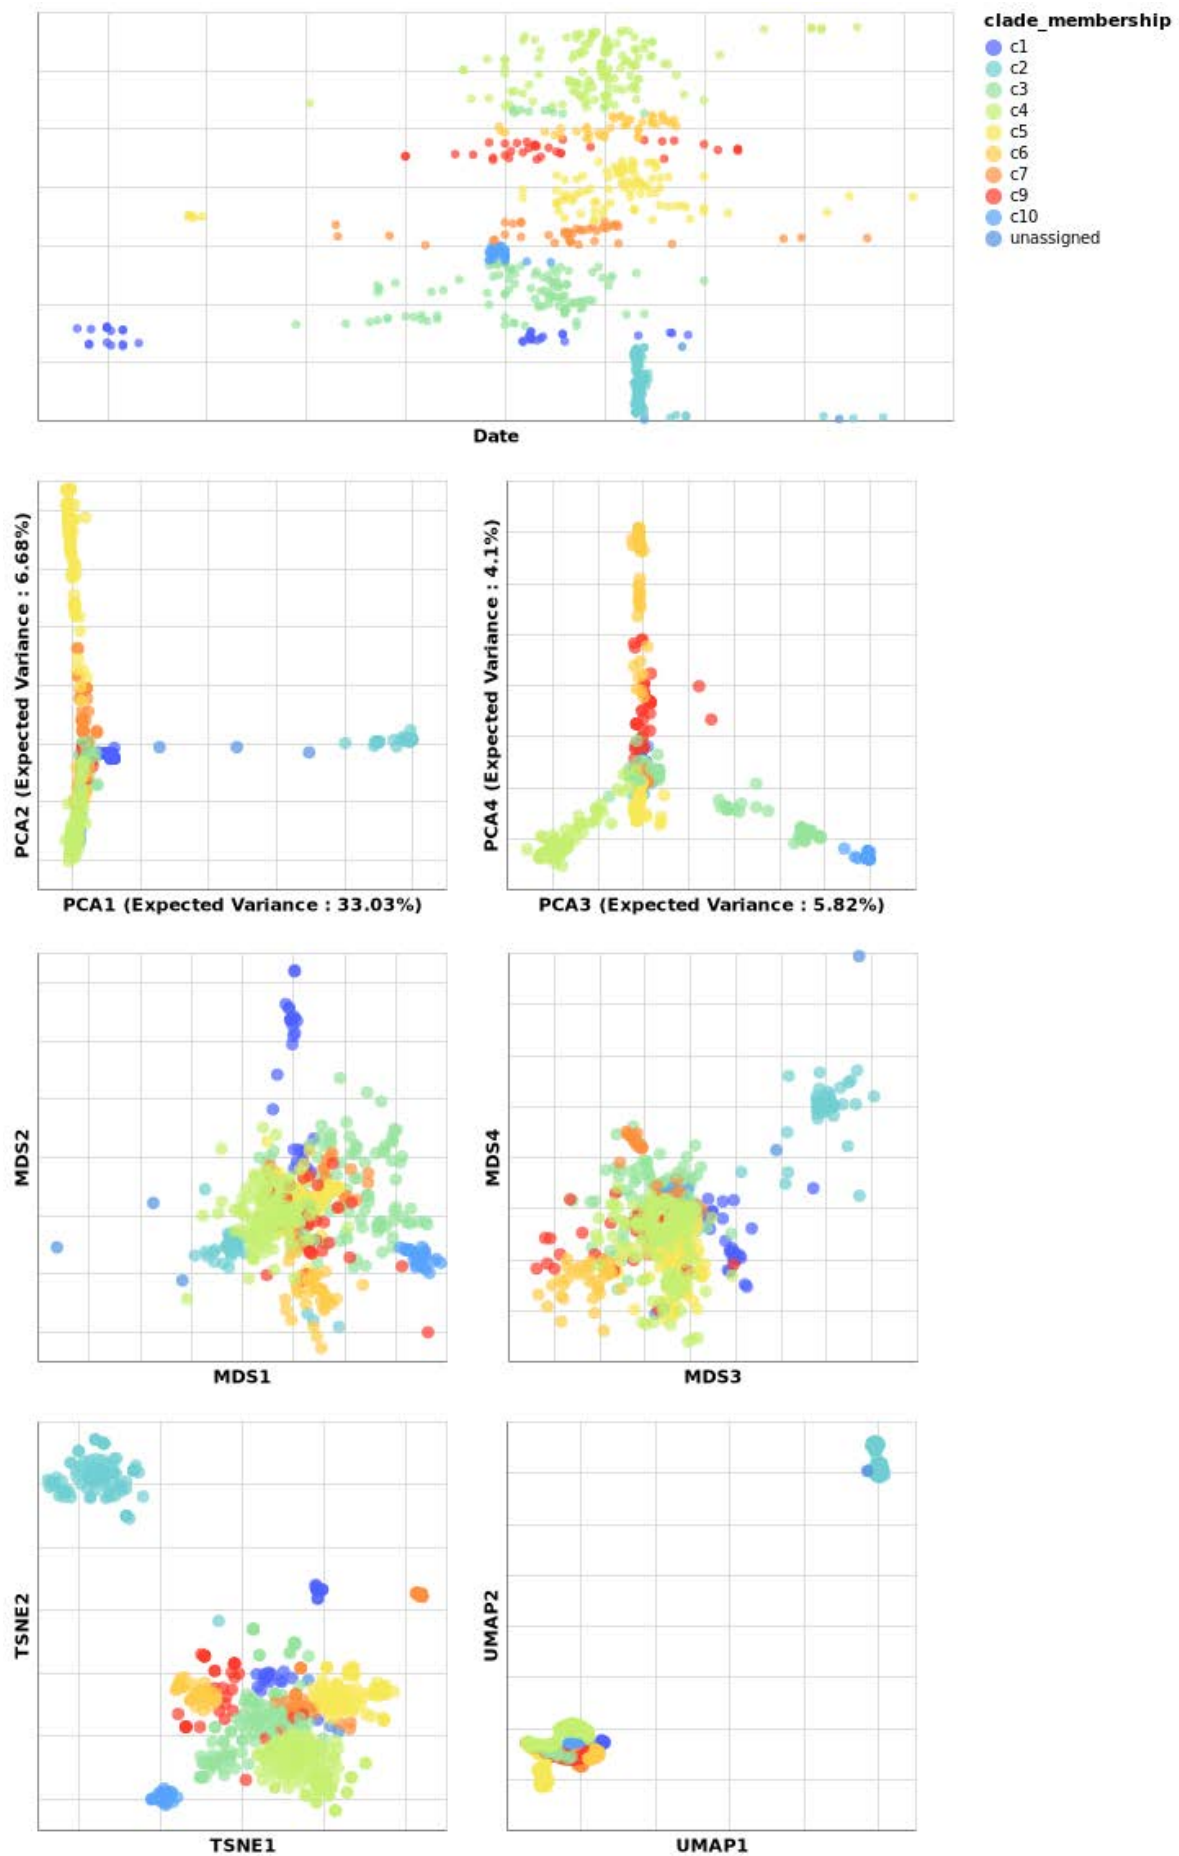 clade_membership
c1
c2
c3
c4
c5
c6
c7
c9
c10
unassigned
Date
PCA2 (Expected Variance : 6.68%)
PCA1 (Expected Variance : 33.03%)
PCA4 (Expected Variance : 4.1%)
PCA3 (Expected Variance : 5.82%)
MDS2
MDS1
MDS4
MDS3
TSNE2
TSNE1
UMAP2
UMAP1